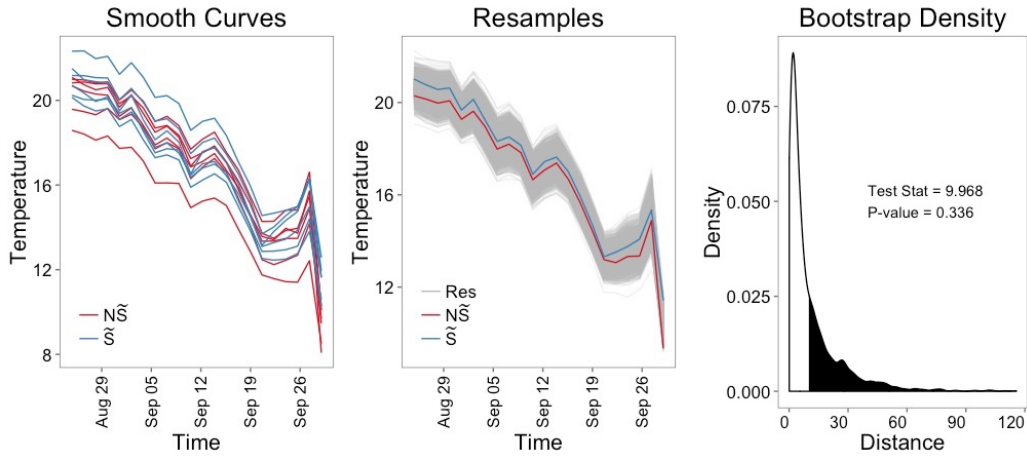 Smooth Curves
Temperature
20
16
12
8
NS̃
S̃
Aug 29
Sep 05
Sep 12
Sep 19
Sep 26
Time
Resamples
Temperature
20
16
12
Res
NS̃
S̃
Aug 29
Sep 05
Sep 12
Sep 19
Sep 26
Time
Bootstrap Density
Density
0.075
0.050
0.025
0.000
Test Stat = 9.968
P-value = 0.336
0
30
60
90
120
Distance